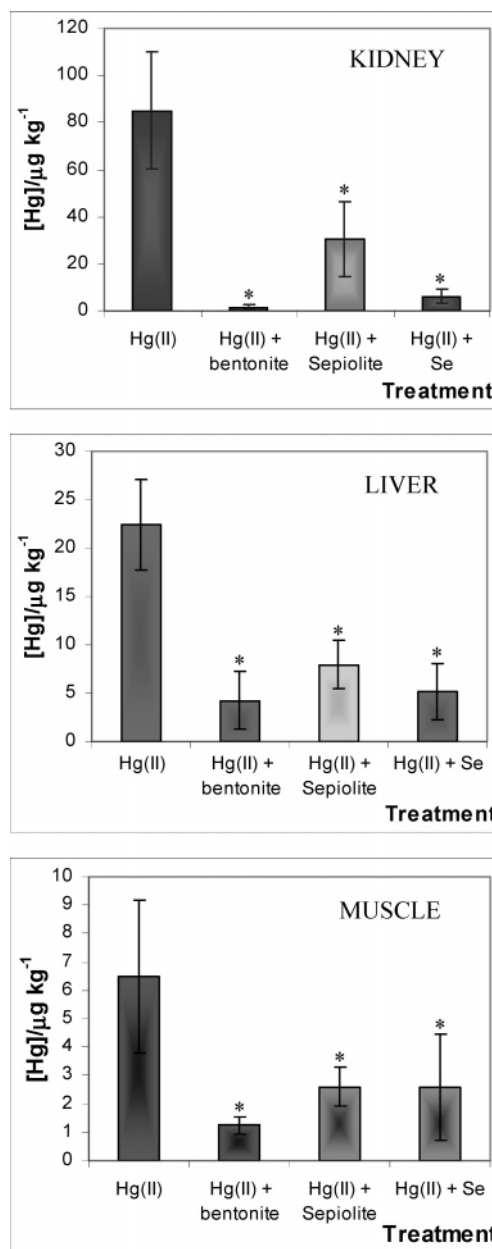 KIDNEY
[Hg]/µg kg-1
120
100
80
60
40
20
0
*
*
*
Hg(II)
Hg(II) +
bentonite
Hg(II) +
Sepiolite
Hg(II) +
Se
Treatment
LIVER
[Hg]/µg kg-1
30
25
20
15
10
5
0
*
*
*
Hg(II)
Hg(II) +
bentonite
Hg(II) +
Sepiolite
Hg(II) + Se
Treatment
MUSCLE
[Hg]/µg kg-1
10
9
8
7
6
5
4
3
2
1
0
*
*
*
Hg(II)
Hg(II) +
bentonite
Hg(II) +
Sepiolite
Hg(II) + Se
Treatment